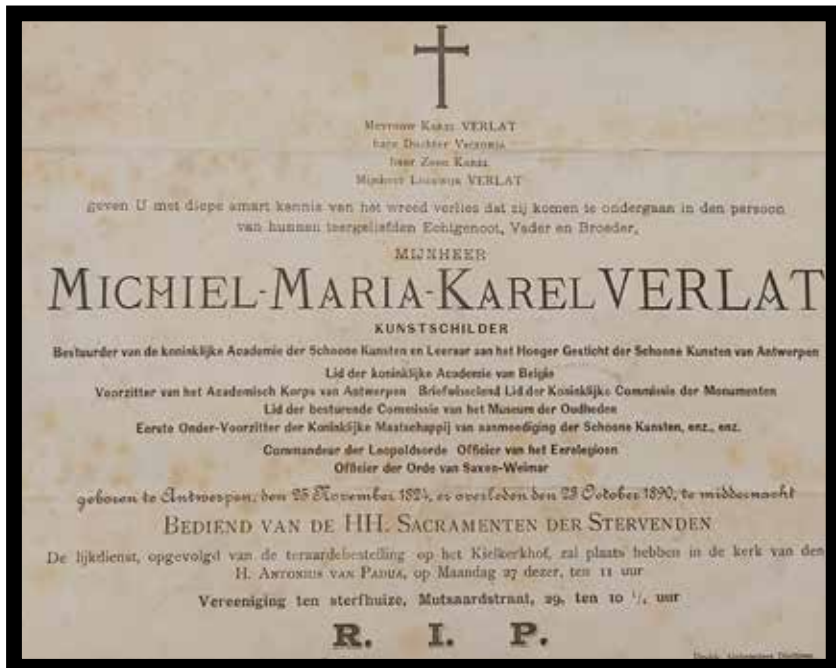 Mevrouw Karel VERLAT
hare Dochter Victoria
haar Zoon Karel
Mijnheer Lodewijk VERLAT
geven U met diepe smart kennis van het wreed verlies dat zij komen te ondergaan in den persoon
van hunnen teergeliefden Echtgenoot, Vader en Broeder,
MIJNHEER
MICHIEL-MARIA-KAREL VERLAT
KUNSTSCHILDER
Bestuurder van de koninklijke Academie der Schoone Kunsten en Leeraar aan het Hooger Gesticht der Schoone Kunsten van Antwerpen
Lid der koninklijke Academie van Belgie
Voorzitter van het Academisch Korps van Antwerpen Briefwisselend Lid der Koninklijke Commissie der Monumenten
Lid der besturende Commissie van het Museum der Oudheden
Eerste Onder-Voorzitter der Koninklijke Maatschappij van aanmoediging der Schoone Kunsten, enz., enz.
Commandeur der Leopoldsorde Officier van het Eerelegioen
Officier der Orde van Saxen-Weimar
geboren te Antwerpen, den 25 November 1824, er overleden den 23 October 1890, te middernacht
BEDIEND VAN DE HH. SACRAMENTEN DER STERVENDEN
De lijkdienst, opgevolgd van de teraardebestelling op het Kielkerkhof, zal plaats hebben in de kerk van den
H. ANTONIUS VAN PADUA, op Maandag 27 dezer, ten 11 uur
Vereeniging ten sterfhuize, Mutsaardstraat, 29, ten 10 ½ uur
R. I. P.